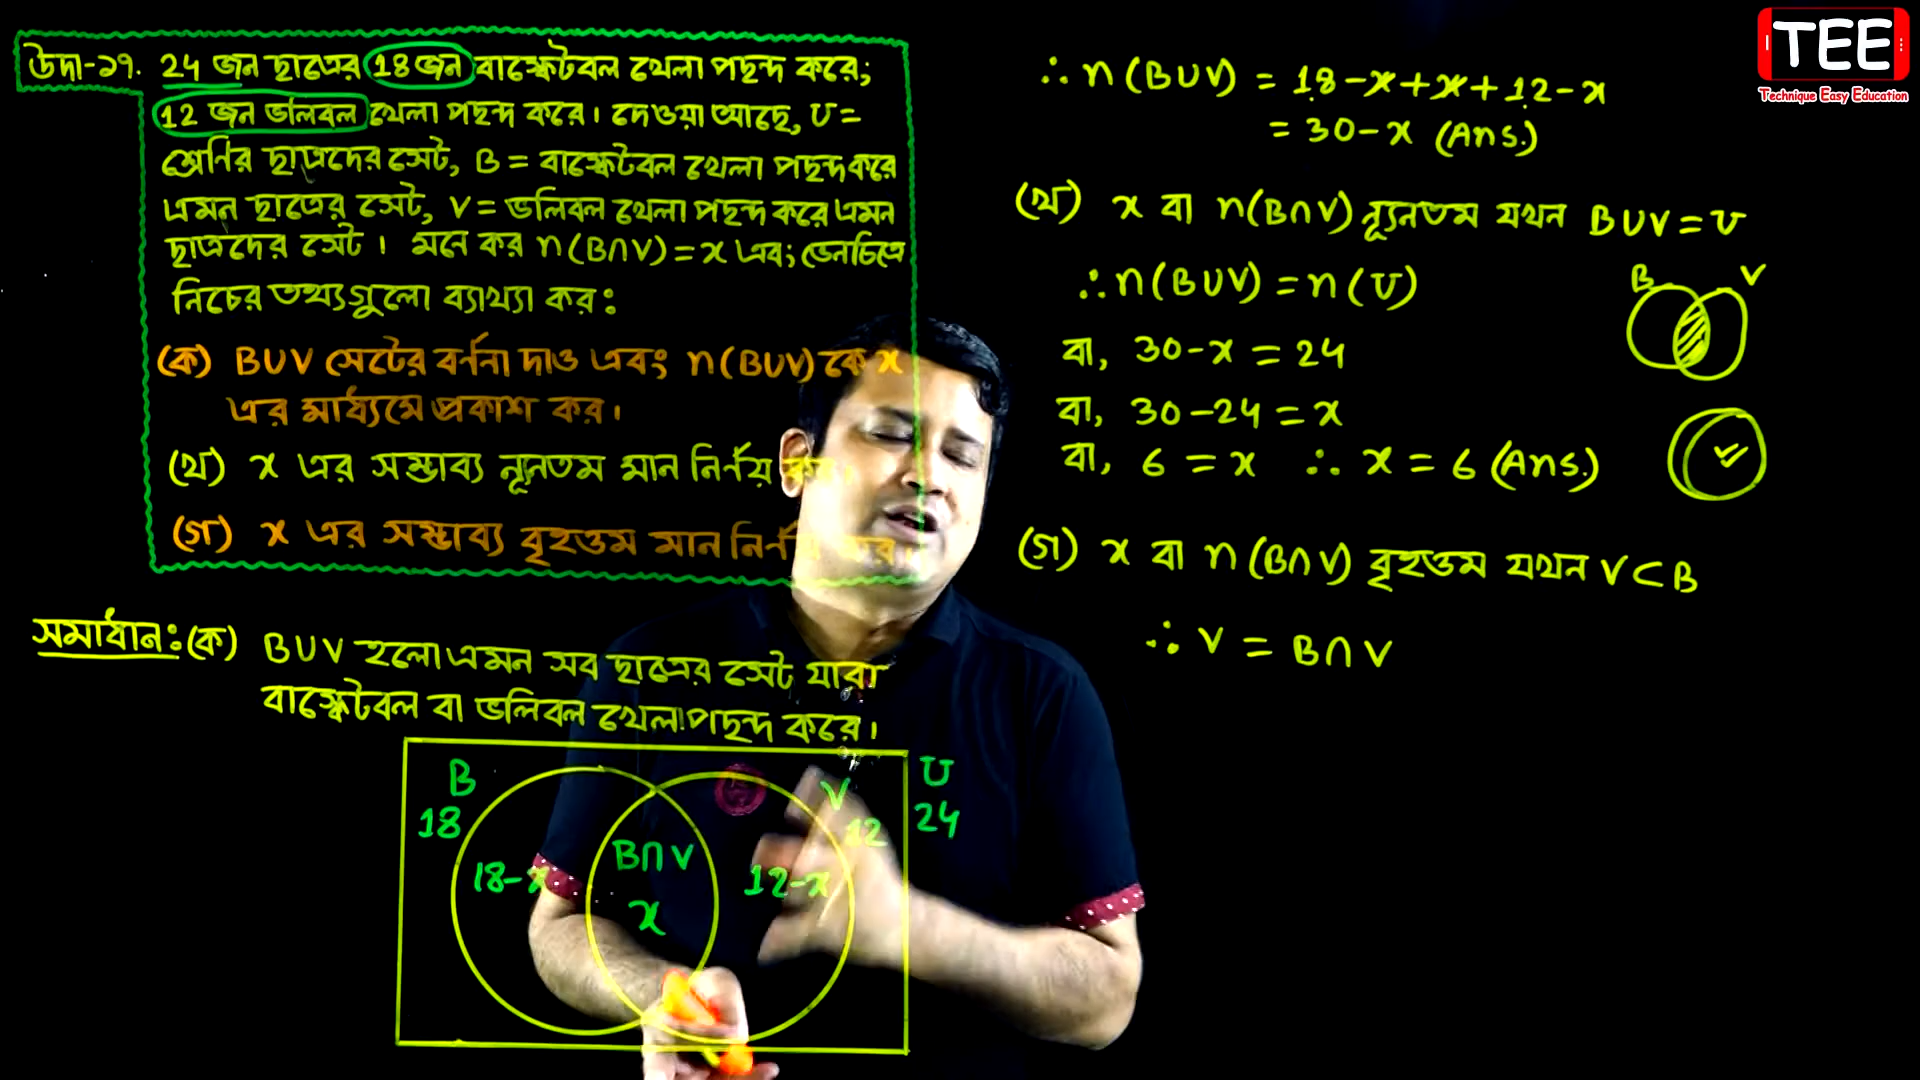 উদা-১৭. 24 জন ছাত্রের 18 জন বাস্কেটবল খেলা পছন্দ করে;
12 জন ভলিবল খেলা পছন্দ করে। দেওয়া আছে, U =
শ্রেণির ছাত্রদের সেট, B = বাস্কেটবল খেলা পছন্দ করে
এমন ছাত্রের সেট, V = ভলিবল খেলা পছন্দ করে এমন
ছাত্রদের সেট। মনে কর n(B∩V) = x এবং ভেনচিত্রে
নিচের তথ্যগুলো ব্যাখ্যা কর:
(ক) B∪V সেটের বর্ণনা দাও এবং n(B∪V) কে x
এর মাধ্যমে প্রকাশ কর।
(খ) x এর সম্ভাব্য ন্যূনতম মান নির্ণয় কর।
(গ) x এর সম্ভাব্য বৃহত্তম মান নির্ণয় কর।
সমাধান: (ক) B∪V হলো এমন সব ছাত্রের সেট যারা
বাস্কেটবল বা ভলিবল খেলা পছন্দ করে।
B V U
18 12 24
B∩V
18-x 12-x
x
∴ n(B∪V) = 18-x+x+12-x
= 30-x (Ans.)
(খ) x বা n(B∩V) ন্যূনতম যখন B∪V = U
∴ n(B∪V) = n(U)
B V
বা, 30-x = 24
বা, 30-24 = x
বা, 6 = x ∴ x = 6 (Ans.)
(গ) x বা n(B∩V) বৃহত্তম যখন V⊂B
∴ V = B∩V
TEE
Technique Easy Education